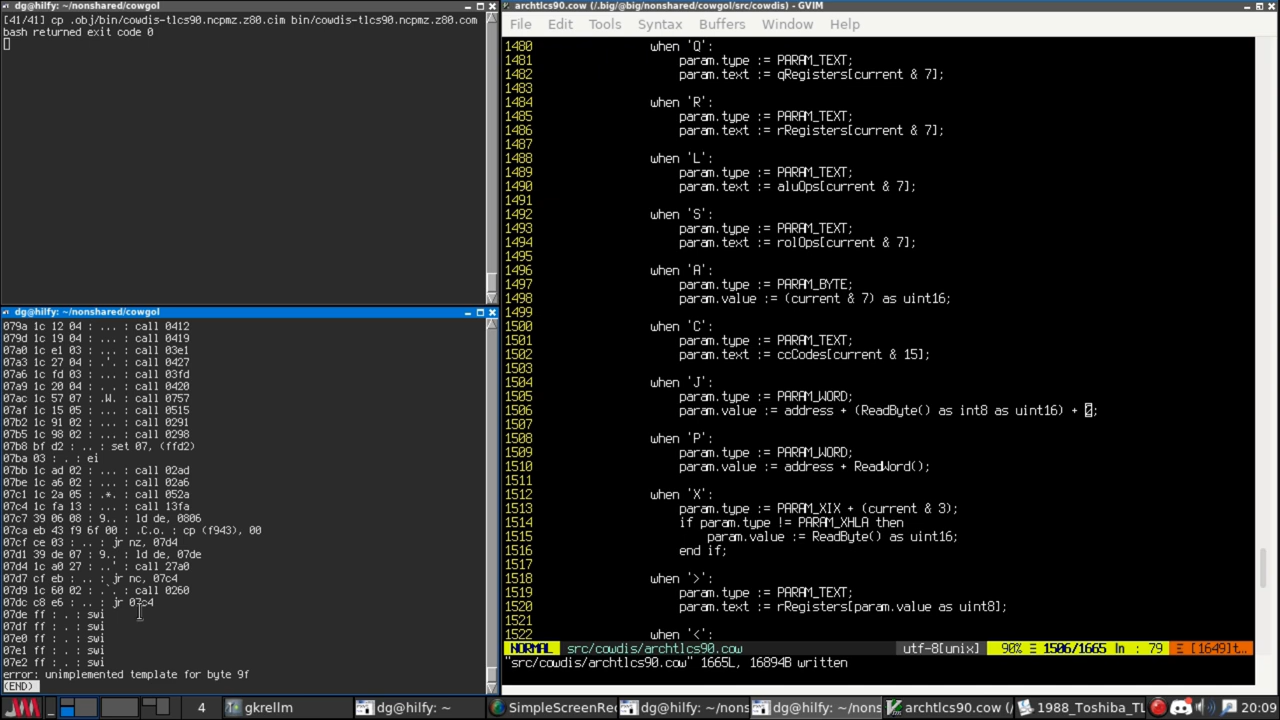 dg@hilfy: ~/nonshared/cowgol
[41/41] cp .obj/bin/cowdis-tlcs90.ncpmz.z80.cim bin/cowdis-tlcs90.ncpmz.z80.com
bash returned exit code 0
dg@hilfy: ~/nonshared/cowgol
079a 1c 12 04 : ... : call 0412
079d 1c 19 04 : ... : call 0419
07a0 1c e1 03 : ... : call 03e1
07a3 1c 27 04 : .'. : call 0427
07a6 1c fd 03 : ... : call 03fd
07a9 1c 20 04 : . . : call 0420
07ac 1c 57 07 : .W. : call 0757
07af 1c 15 05 : ... : call 0515
07b2 1c 91 02 : ... : call 0291
07b5 1c 98 02 : ... : call 0298
07b8 bf d2 : .. : set 07, (ffd2)
07ba 03 : . : ei
07bb 1c ad 02 : ... : call 02ad
07be 1c a6 02 : ... : call 02a6
07c1 1c 2a 05 : .*. : call 052a
07c4 1c fa 13 : ... : call 13fa
07c7 39 06 08 : 9.. : ld de, 0806
07ca eb 43 f9 6f 00 : .C.o. : cp (f943), 00
07cf ce 03 : .. : jr nz, 07d4
07d1 39 de 07 : 9.. : ld de, 07de
07d4 1c a0 27 : ..' : call 27a0
07d7 cf eb : .. : jr nc, 07c4
07d9 1c 60 02 : .`. : call 0260
07dc c8 e6 : .. : jr 07c4
07de ff : . : swi
07df ff : . : swi
07e0 ff : . : swi
07e1 ff : . : swi
07e2 ff : . : swi
error: unimplemented template for byte 9f
(END)
archtlcs90.cow (/.big/@big/nonshared/cowgol/src/cowdis) - GVIM
File Edit Tools Syntax Buffers Window Help
1480 when 'Q':
1481 param.type := PARAM_TEXT;
1482 param.text := qRegisters[current & 7];
1483
1484 when 'R':
1485 param.type := PARAM_TEXT;
1486 param.text := rRegisters[current & 7];
1487
1488 when 'L':
1489 param.type := PARAM_TEXT;
1490 param.text := aluOps[current & 7];
1491
1492 when 'S':
1493 param.type := PARAM_TEXT;
1494 param.text := rolOps[current & 7];
1495
1496 when 'A':
1497 param.type := PARAM_BYTE;
1498 param.value := (current & 7) as uint16;
1499
1500 when 'C':
1501 param.type := PARAM_TEXT;
1502 param.text := ccCodes[current & 15];
1503
1504 when 'J':
1505 param.type := PARAM_WORD;
1506 param.value := address + (ReadByte() as int8 as uint16) + 2;
1507
1508 when 'P':
1509 param.type := PARAM_WORD;
1510 param.value := address + ReadWord();
1511
1512 when 'X':
1513 param.type := PARAM_XIX + (current & 3);
1514 if param.type != PARAM_XHLA then
1515 param.value := ReadByte() as uint16;
1516 end if;
1517
1518 when '>':
1519 param.type := PARAM_TEXT;
1520 param.text := rRegisters[param.value as uint8];
1521
1522 when '<':
NORMAL src/cowdis/archtlcs90.cow utf-8[unix] 90% Ξ 1506/1665 ln : 79 Ξ [1649]t…
"src/cowdis/archtlcs90.cow" 1665L, 16894B written
4 gkrellm dg@hilfy: ~ SimpleScreenRec dg@hilfy: ~/nons dg@hilfy: ~/nons archtlcs90.cow (/ 1988_Toshiba_TL 20:09